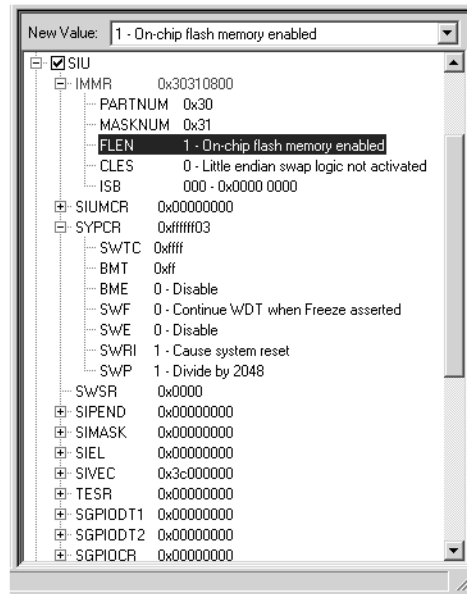 New Value: 1 - On-chip flash memory enabled
SIU
IMMR 0x30310800
PARTNUM 0x30
MASKNUM 0x31
FLEN 1 - On-chip flash memory enabled
CLES 0 - Little endian swap logic not activated
ISB 000 - 0x0000 0000
SIUMCR 0x00000000
SYPCR 0xffffff03
SWTC 0xffff
BMT 0xff
BME 0 - Disable
SWF 0 - Continue WDT when Freeze asserted
SWE 0 - Disable
SWRI 1 - Cause system reset
SWP 1 - Divide by 2048
SWSR 0x0000
SIPEND 0x00000000
SIMASK 0x00000000
SIEL 0x00000000
SIVEC 0x3c000000
TESR 0x00000000
SGPIODT1 0x00000000
SGPIODT2 0x00000000
SGPIOCR 0x00000000